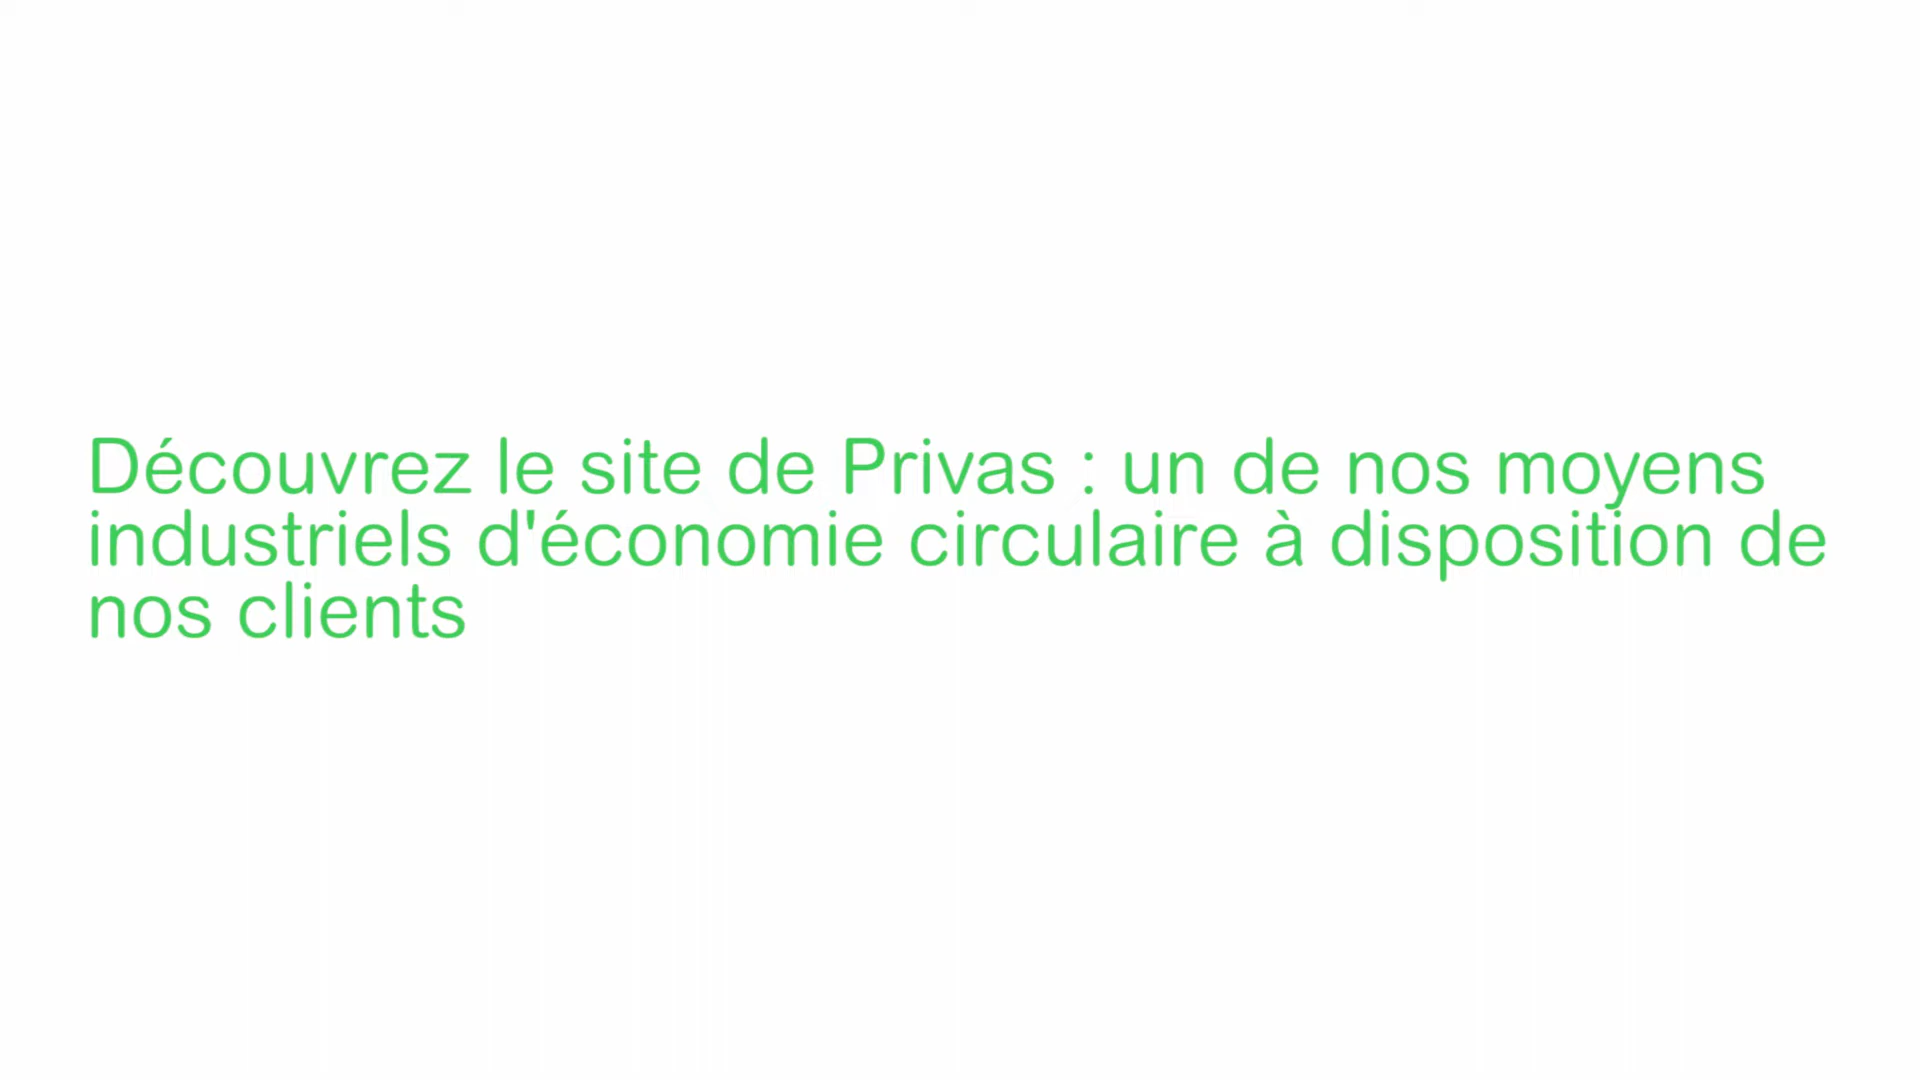 Découvrez le site de Privas : un de nos moyens
industriels d'économie circulaire à disposition de
nos clients